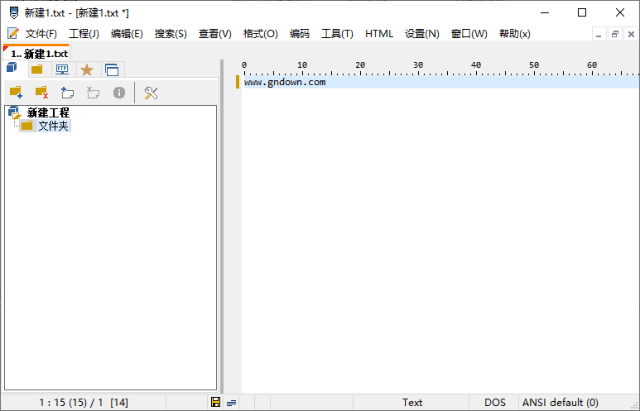 新建1.txt - [新建1.txt *]
文件(F) 工程(J) 编辑(E) 搜索(S) 查看(V) 格式(O) 编码 工具(T) HTML 设置(N) 窗口(W) 帮助(x)
1.. 新建1.txt
FTP
0 10 20 30 40 50 60
www.gndown.com
新建工程
文件夹
1 : 15 (15) / 1 [14] Text DOS ANSI default (0)